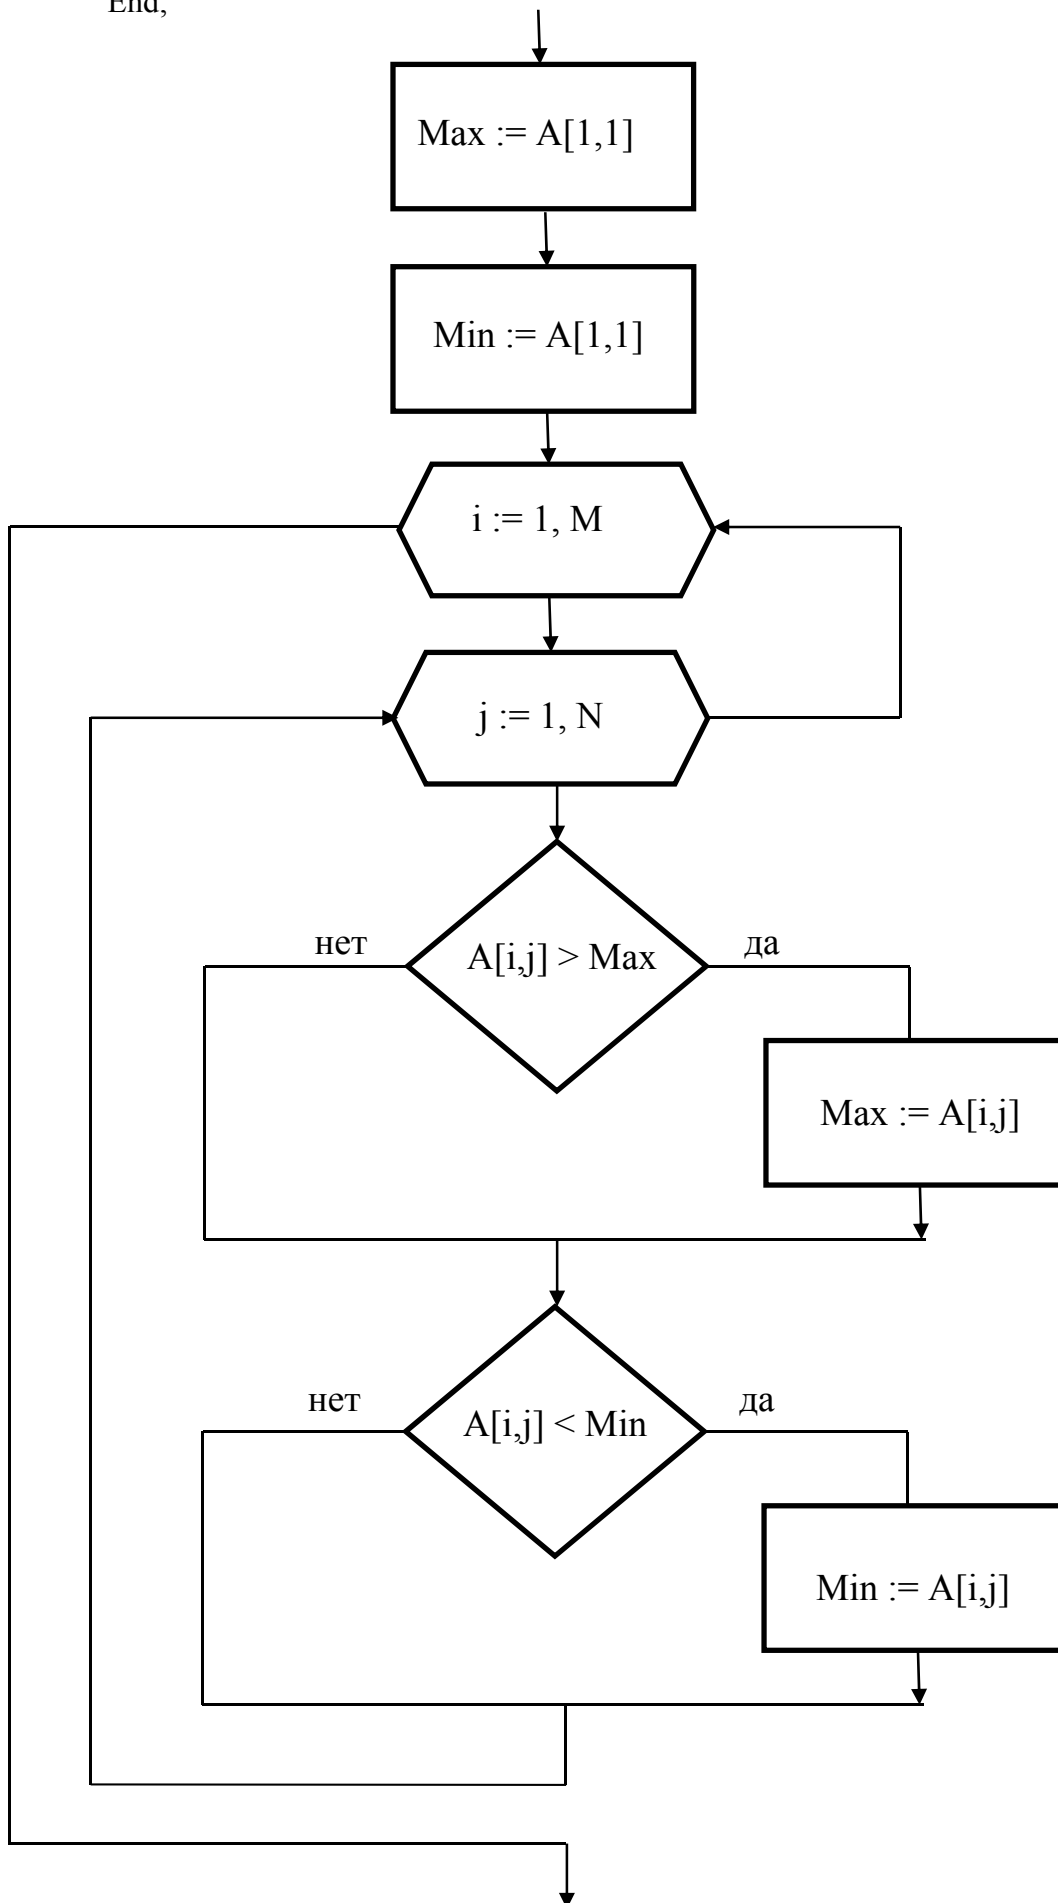 End;
Max := A[1,1]
Min := A[1,1]
i := 1, M
j := 1, N
нет
A[i,j] > Max
да
Max := A[i,j]
нет
A[i,j] < Min
да
Min := A[i,j]